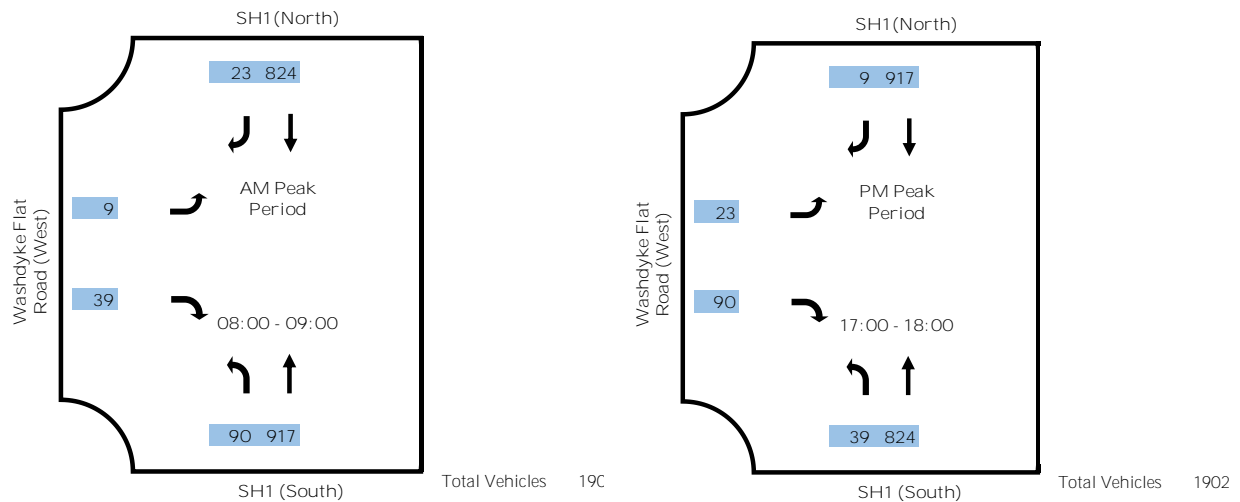 SH1(North)
23 824
Washdyke Flat
Road (West)
9
AM Peak
Period
39
08:00 - 09:00
90 917
SH1 (South)
Total Vehicles
SH1(North)
9 917
Washdyke Flat
Road (West)
23
PM Peak
Period
90
17:00 - 18:00
39 824
SH1 (South)
Total Vehicles 1902